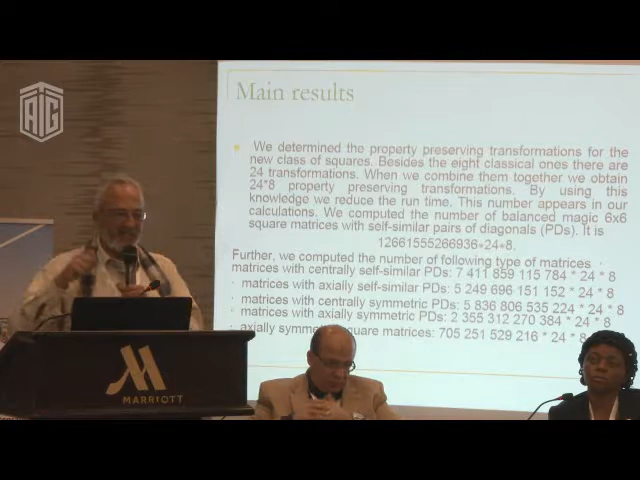 AIG
Main results
We determined the property preserving transformations for the
new class of squares. Besides the eight classical ones there are
24 transformations. When we combine them together we obtain
24*8 property preserving transformations. By using this
knowledge we reduce the run time. This number appears in our
calculations. We computed the number of balanced magic 6x6
square matrices with self-similar pairs of diagonals (PDs). It is
12661555266936*24*8.
Further, we computed the number of following type of matrices
matrices with centrally self-similar PDs: 7 411 859 115 784 * 24 * 8
matrices with axially self-similar PDs: 5 249 696 151 152 * 24 * 8
matrices with centrally symmetric PDs: 5 836 806 535 224 * 24 * 8
matrices with axially symmetric PDs: 2 355 312 270 384 * 24 * 8
axially symme square matrices: 705 251 529 216 * 24 * 8
MARRIOTT